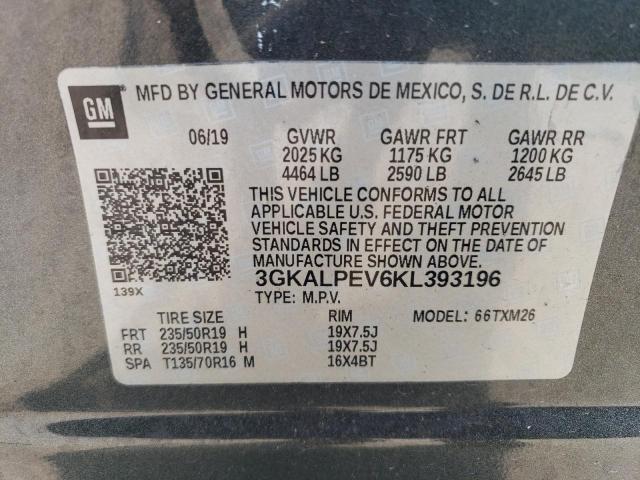 GM MFD BY GENERAL MOTORS DE MEXICO, S. DE R.L. DE C.V.
06/19 GVWR GAWR FRT GAWR RR
2025 KG 1175 KG 1200 KG
4464 LB 2590 LB 2645 LB
THIS VEHICLE CONFORMS TO ALL
APPLICABLE U.S. FEDERAL MOTOR
VEHICLE SAFETY AND THEFT PREVENTION
STANDARDS IN EFFECT ON THE DATE OF
MANUFACTURE SHOWN ABOVE.
3GKALPEV6KL393196
139X TYPE: M.P.V.
TIRE SIZE RIM MODEL: 66TXM26
FRT 235/50R19 H 19X7.5J
RR 235/50R19 H 19X7.5J
SPA T135/70R16 M 16X4BT